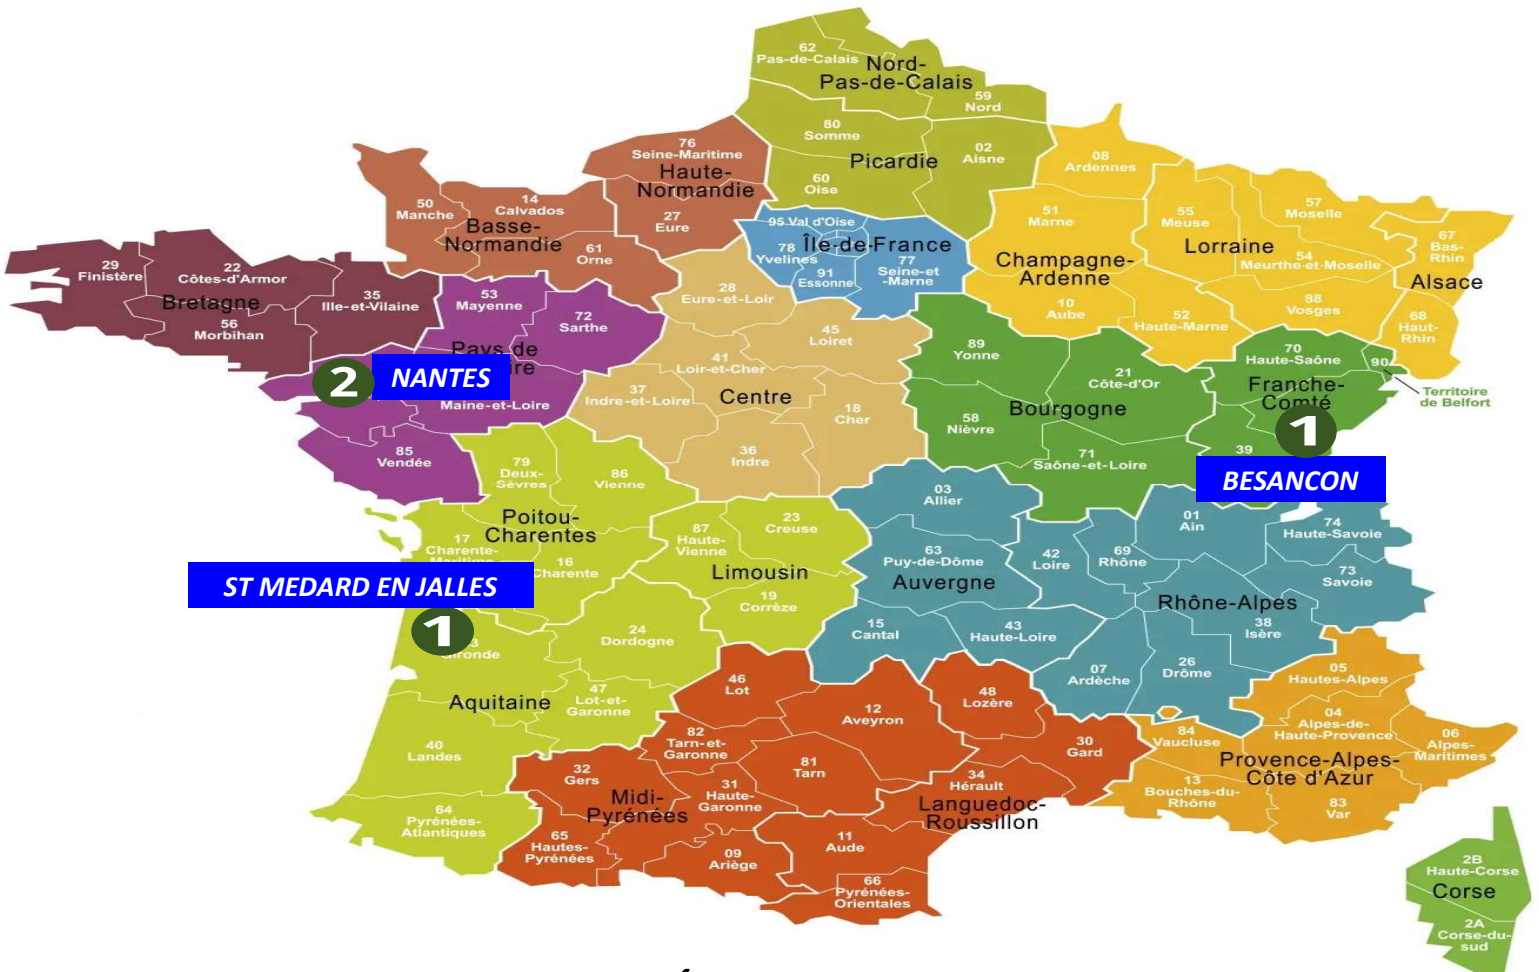 62
Pas-de-Calais
Nord-
Pas-de-Calais
59
Nord
80
Somme
02
Aisne
Picardie
60
Oise
76
Seine-Maritime
Haute-
Normandie
27
Eure
50
Manche
14
Calvados
Basse-
Normandie
61
Orne
95 Val d'Oise
78
Yvelines
Île-de-France
91
Essonne
77
Seine-et
-Marne
08
Ardennes
51
Marne
Champagne-
Ardenne
10
Aube
52
Haute-Marne
55
Meuse
57
Moselle
Lorraine
54
Meurthe-et-Moselle
88
Vosges
67
Bas-
Rhin
Alsace
68
Haut-
Rhin
29
Finistère
22
Côtes-d'Armor
Bretagne
35
Ille-et-Vilaine
56
Morbihan
53
Mayenne
72
Sarthe
Pays de
2
NANTES
Maine-et-Loire
85
Vendée
28
Eure-et-Loir
45
Loiret
41
Loir-et-Cher
37
Indre-et-Loire
Centre
18
Cher
36
Indre
89
Yonne
21
Côte-d'Or
Bourgogne
58
Nièvre
71
Saône-et-Loire
70
Haute-Saône
90
Franche-
Comté
Territoire
de Belfort
1
39
BESANCON
79
Deux-
Sèvres
86
Vienne
Poitou-
Charentes
17
Charente-
16
Charente
87
Haute-
Vienne
23
Creuse
Limousin
19
Corrèze
03
Allier
63
Puy-de-Dôme
Auvergne
15
Cantal
43
Haute-Loire
42
Loire
69
Rhône
01
Ain
74
Haute-Savoie
73
Savoie
Rhône-Alpes
38
Isère
07
Ardèche
26
Drôme
ST MEDARD EN JALLES
1
24
Dordogne
47
Lot-et-
Garonne
Aquitaine
40
Landes
64
Pyrénées-
Atlantiques
46
Lot
12
Aveyron
82
Tarn-et-
Garonne
81
Tarn
32
Gers
31
Haute-
Garonne
Midi-
Pyrénées
65
Hautes-
Pyrénées
09
Ariège
48
Lozère
30
Gard
34
Hérault
Languedoc-
Roussillon
11
Aude
66
Pyrénées-
Orientales
05
Hautes-Alpes
04
Alpes-de-
Haute-Provence
06
Alpes-
Maritimes
84
Vaucluse
Provence-Alpes-
Côte d'Azur
13
Bouches-du-
Rhône
83
Var
2B
Haute-Corse
Corse
2A
Corse-du-
sud